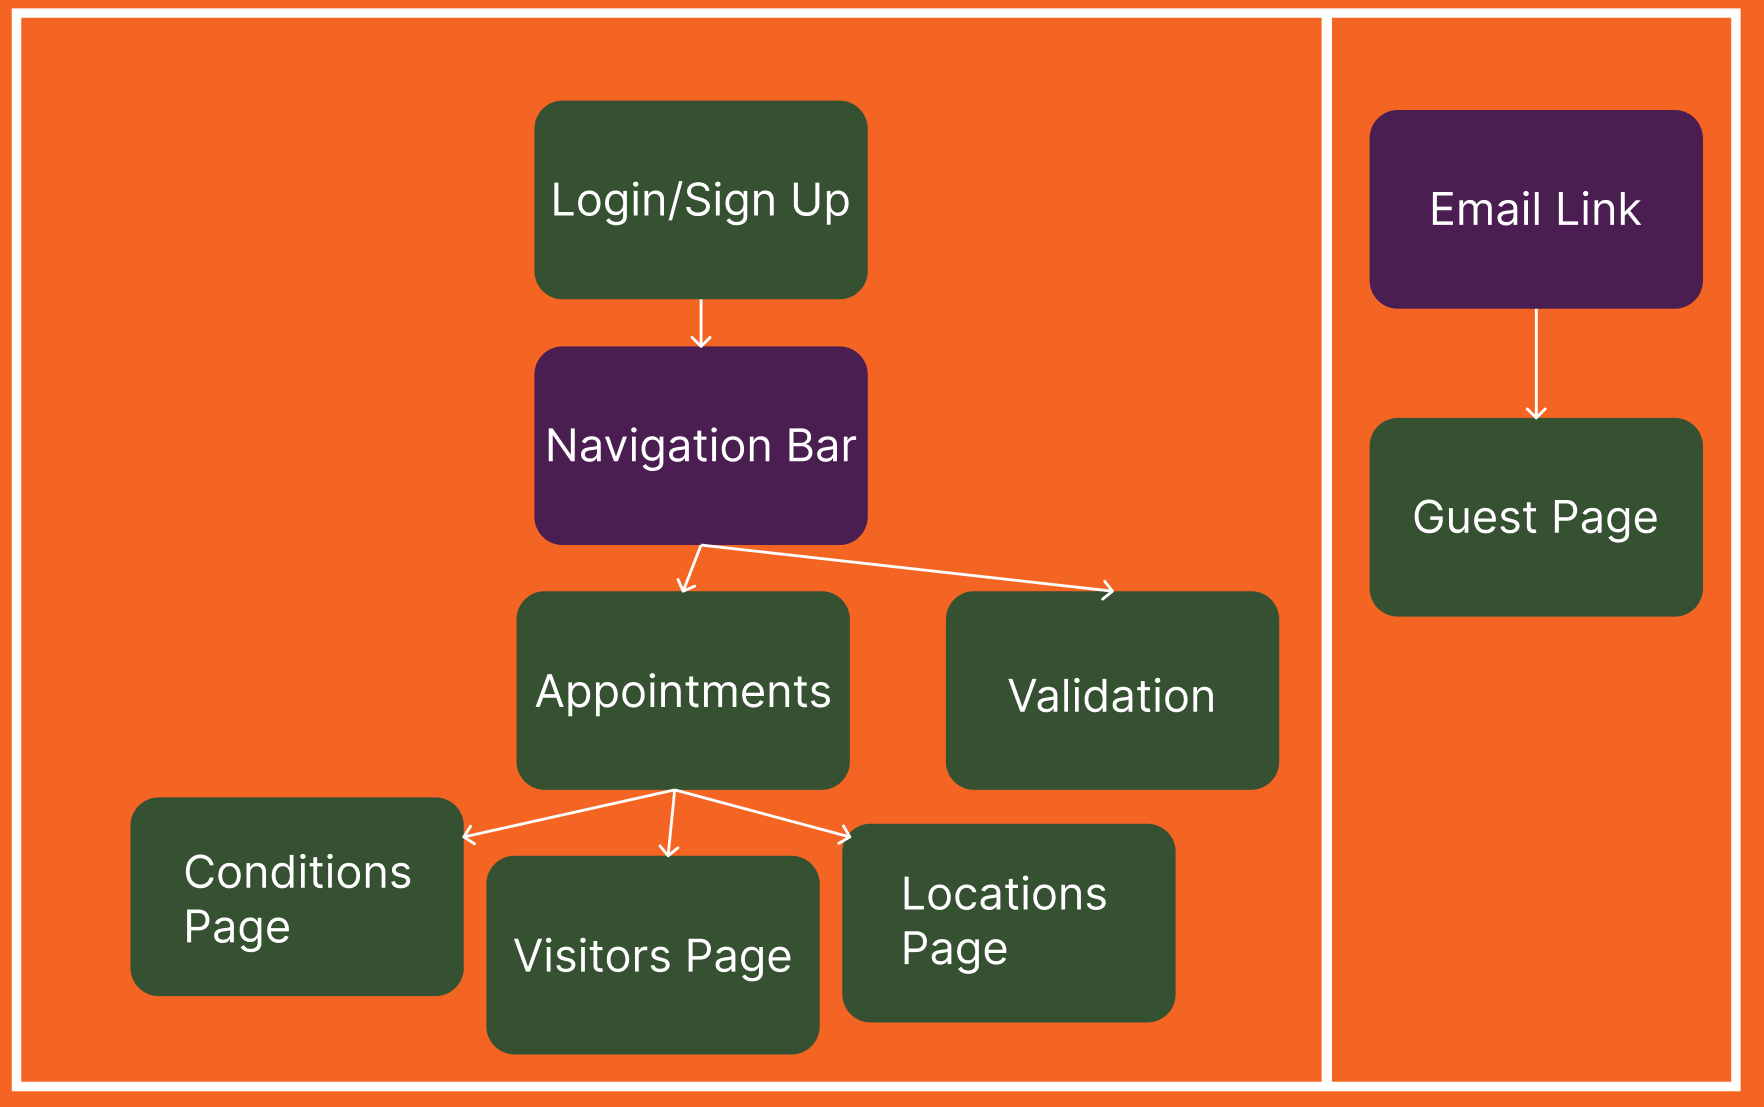 Login/Sign Up
Navigation Bar
Appointments
Validation
Conditions
Page
Visitors Page
Locations
Page
Email Link
Guest Page